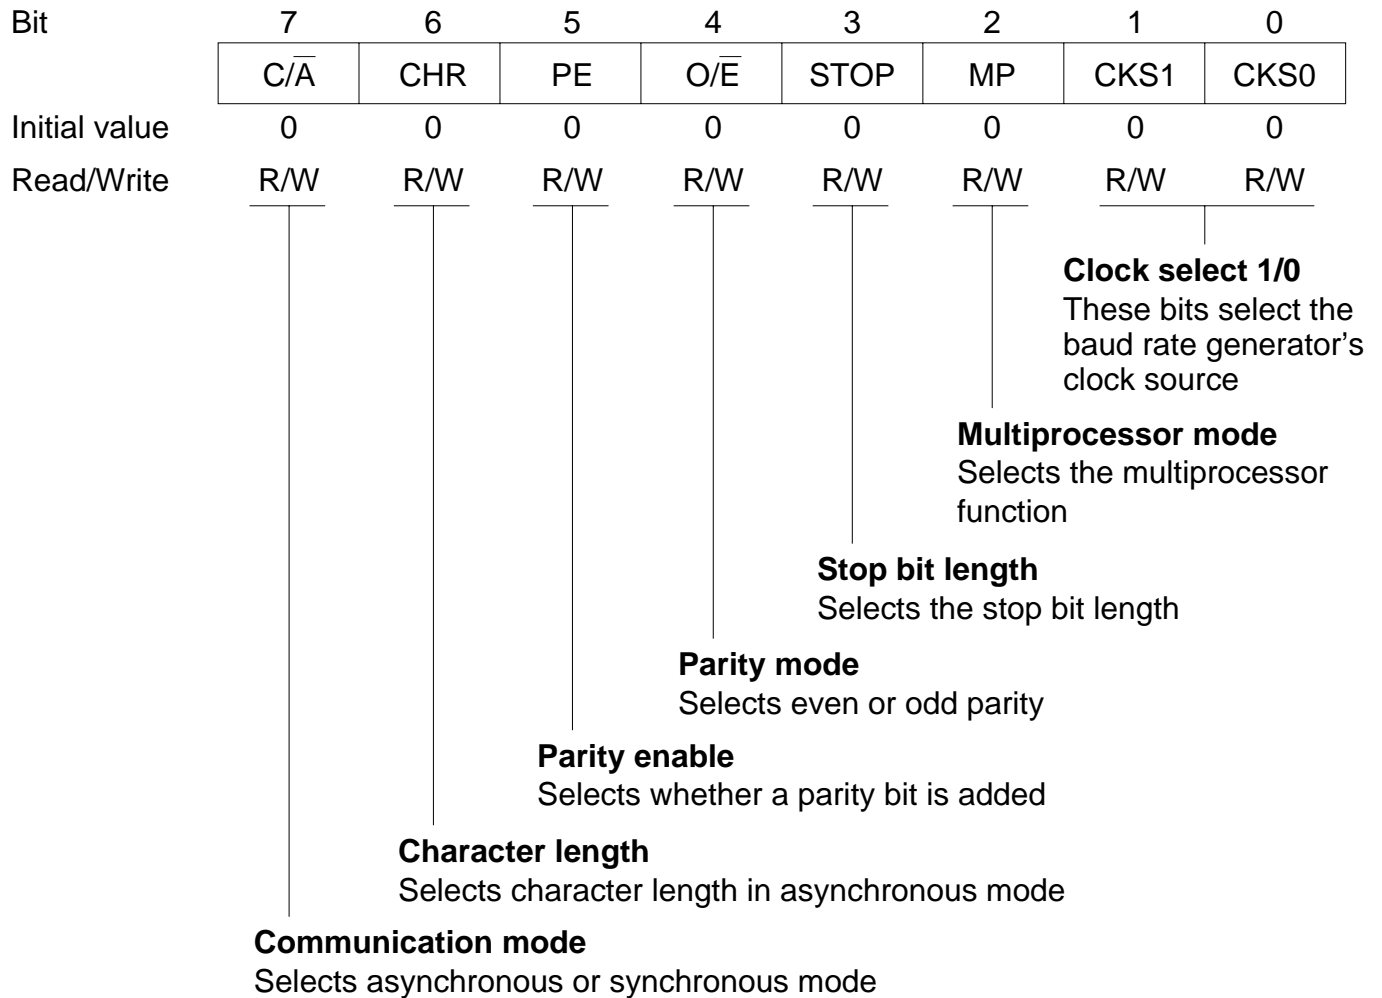 Bit 7 6 5 4 3 2 1 0
C/A̅ CHR PE O/E̅ STOP MP CKS1 CKS0
Initial value 0 0 0 0 0 0 0 0
Read/Write R/W R/W R/W R/W R/W R/W R/W R/W
Clock select 1/0
These bits select the
baud rate generator’s
clock source
Multiprocessor mode
Selects the multiprocessor
function
Stop bit length
Selects the stop bit length
Parity mode
Selects even or odd parity
Parity enable
Selects whether a parity bit is added
Character length
Selects character length in asynchronous mode
Communication mode
Selects asynchronous or synchronous mode